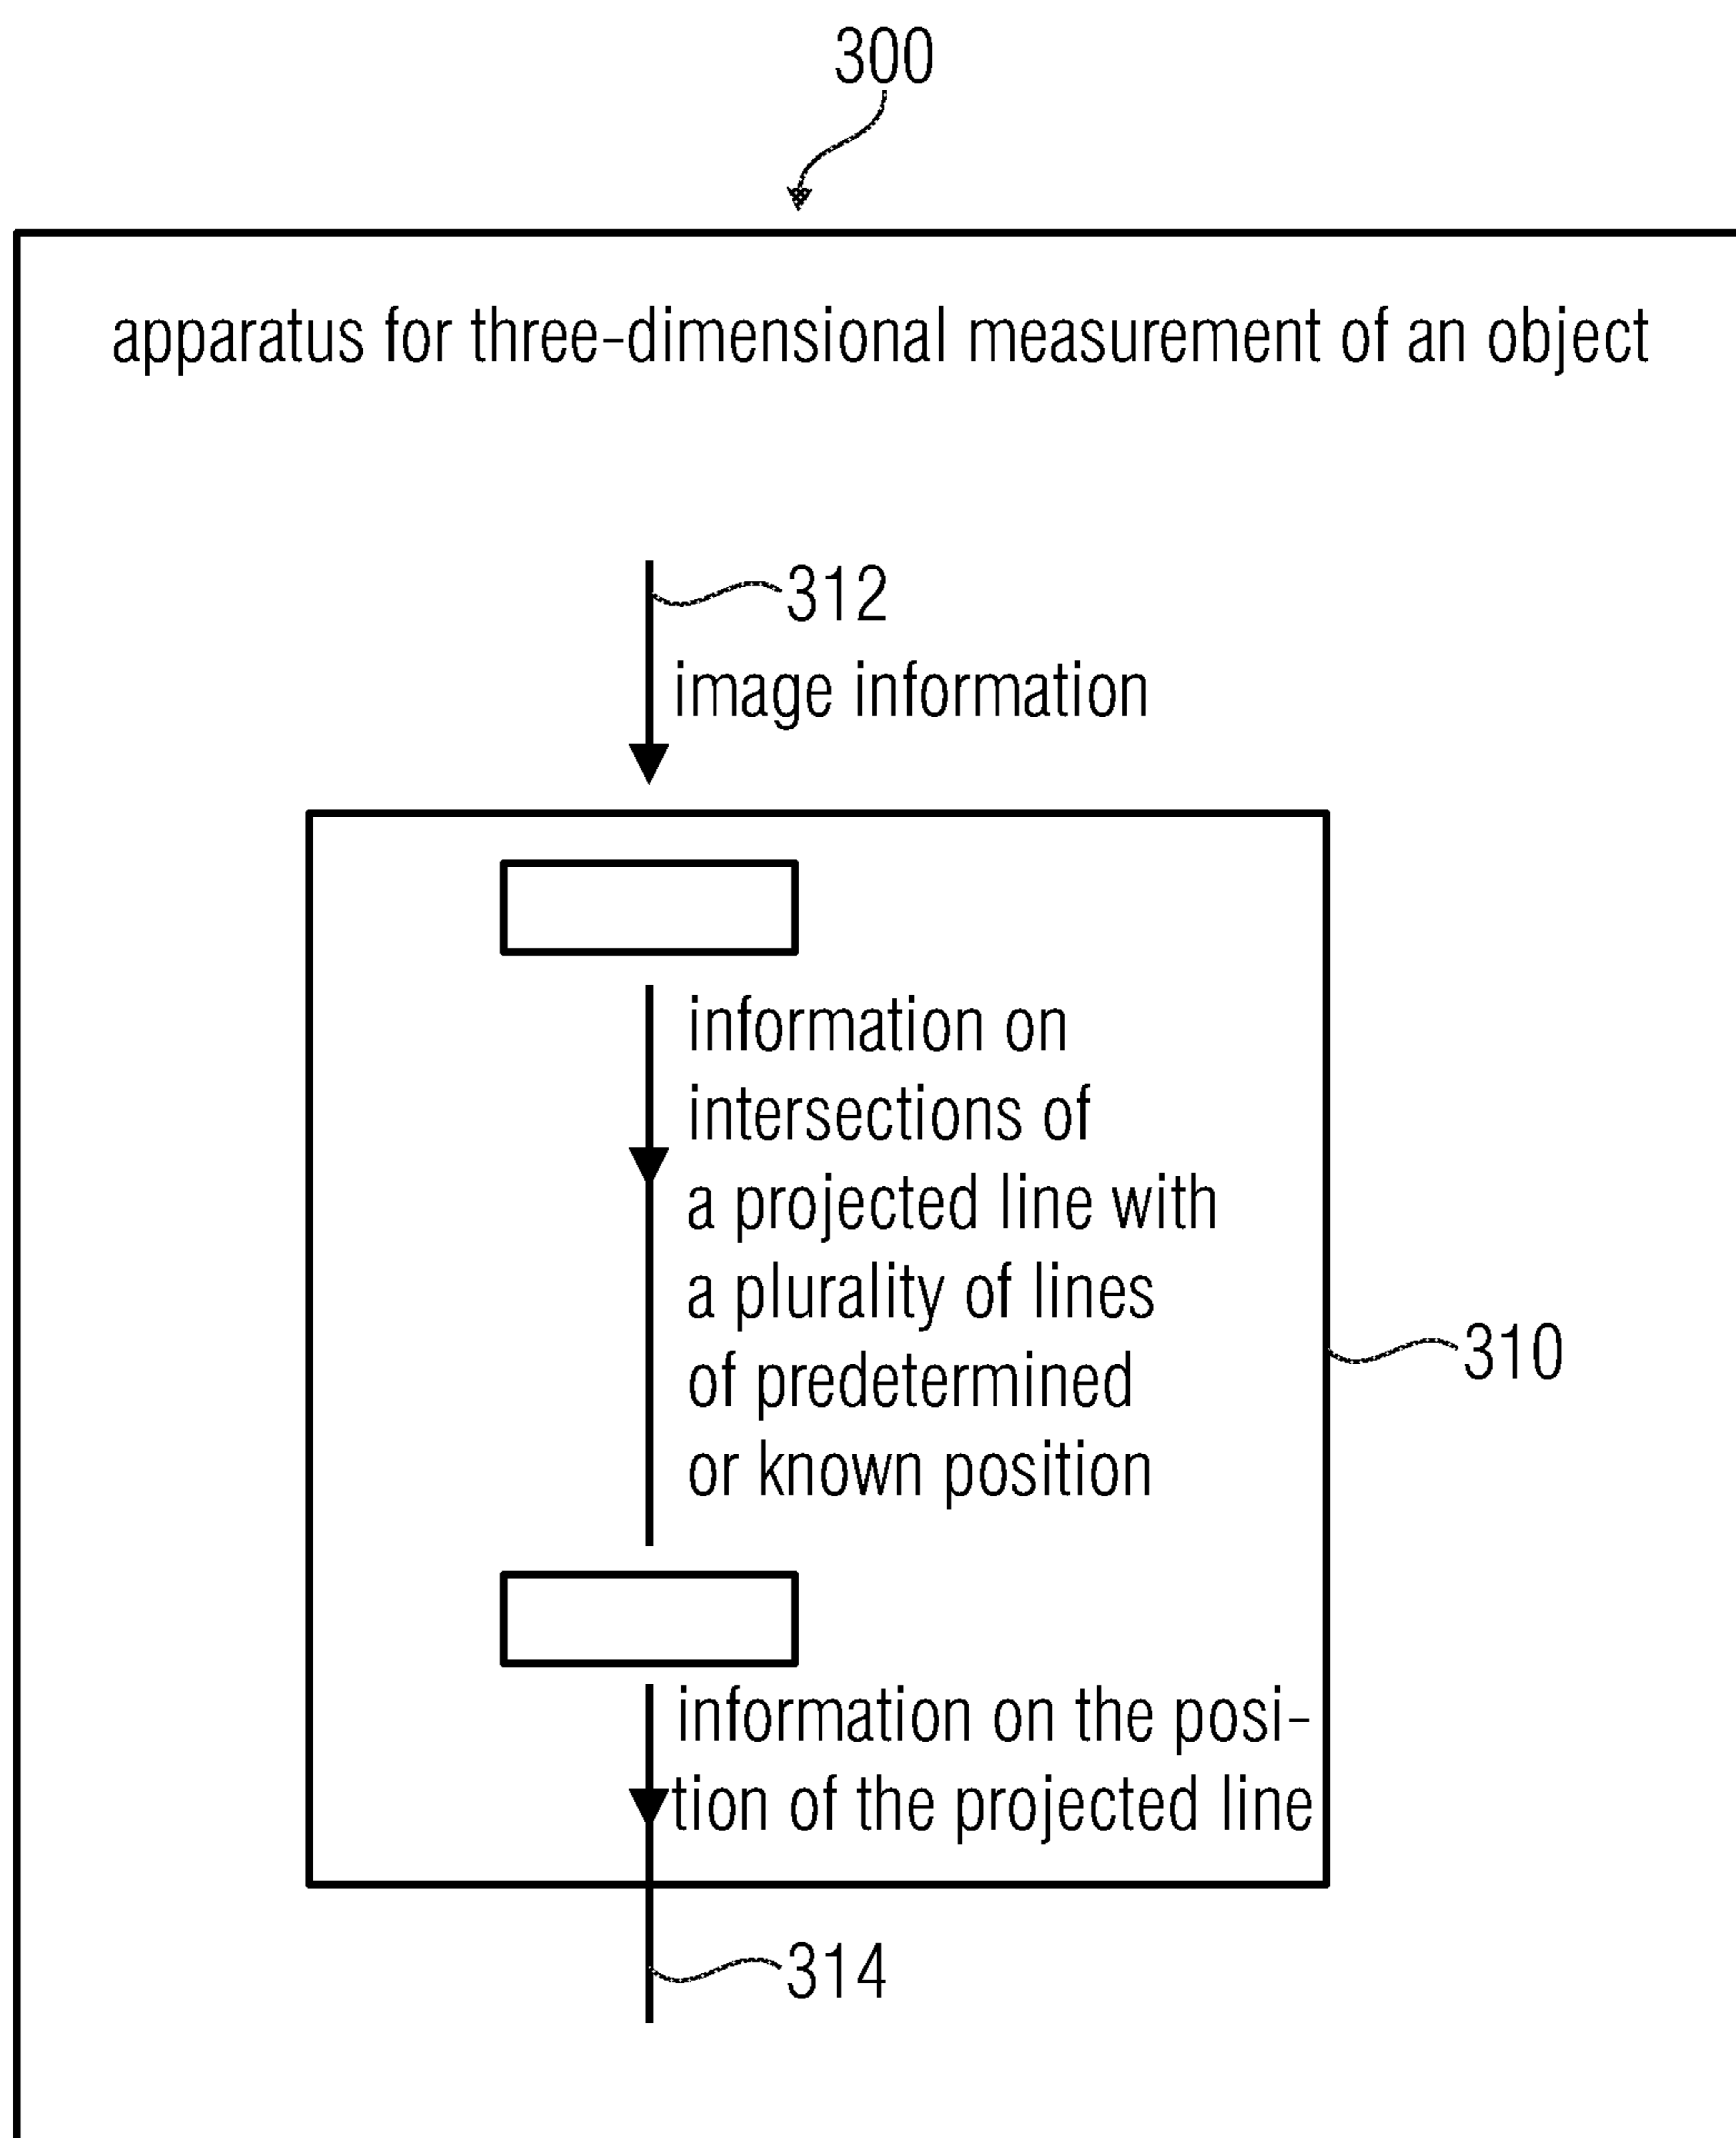 300
apparatus for three-dimensional measurement of an object
312
image information
information on
intersections of
a projected line with
a plurality of lines
of predetermined
or known position
310
information on the posi-
tion of the projected line
314